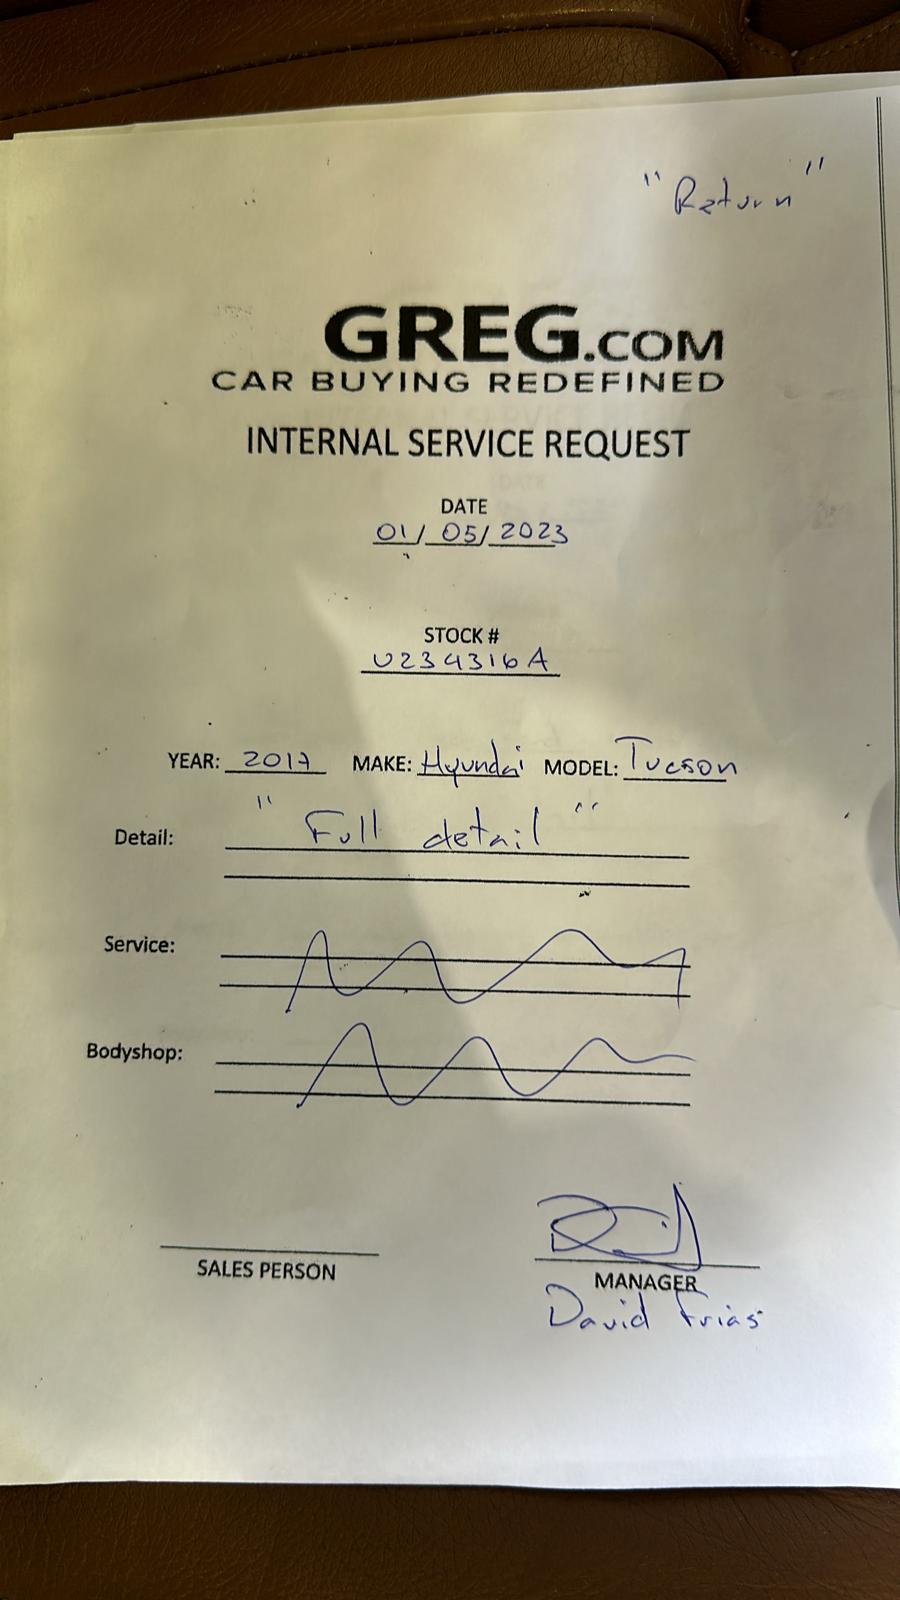 "Return"
GREG.COM
CAR BUYING REDEFINED
INTERNAL SERVICE REQUEST
DATE
01/05/2023
STOCK #
U234316A
YEAR: 2017 MAKE: Hyundai MODEL: Tucson
Detail: "Full detail"
Service:
Bodyshop:
SALES PERSON
MANAGER
David Frias